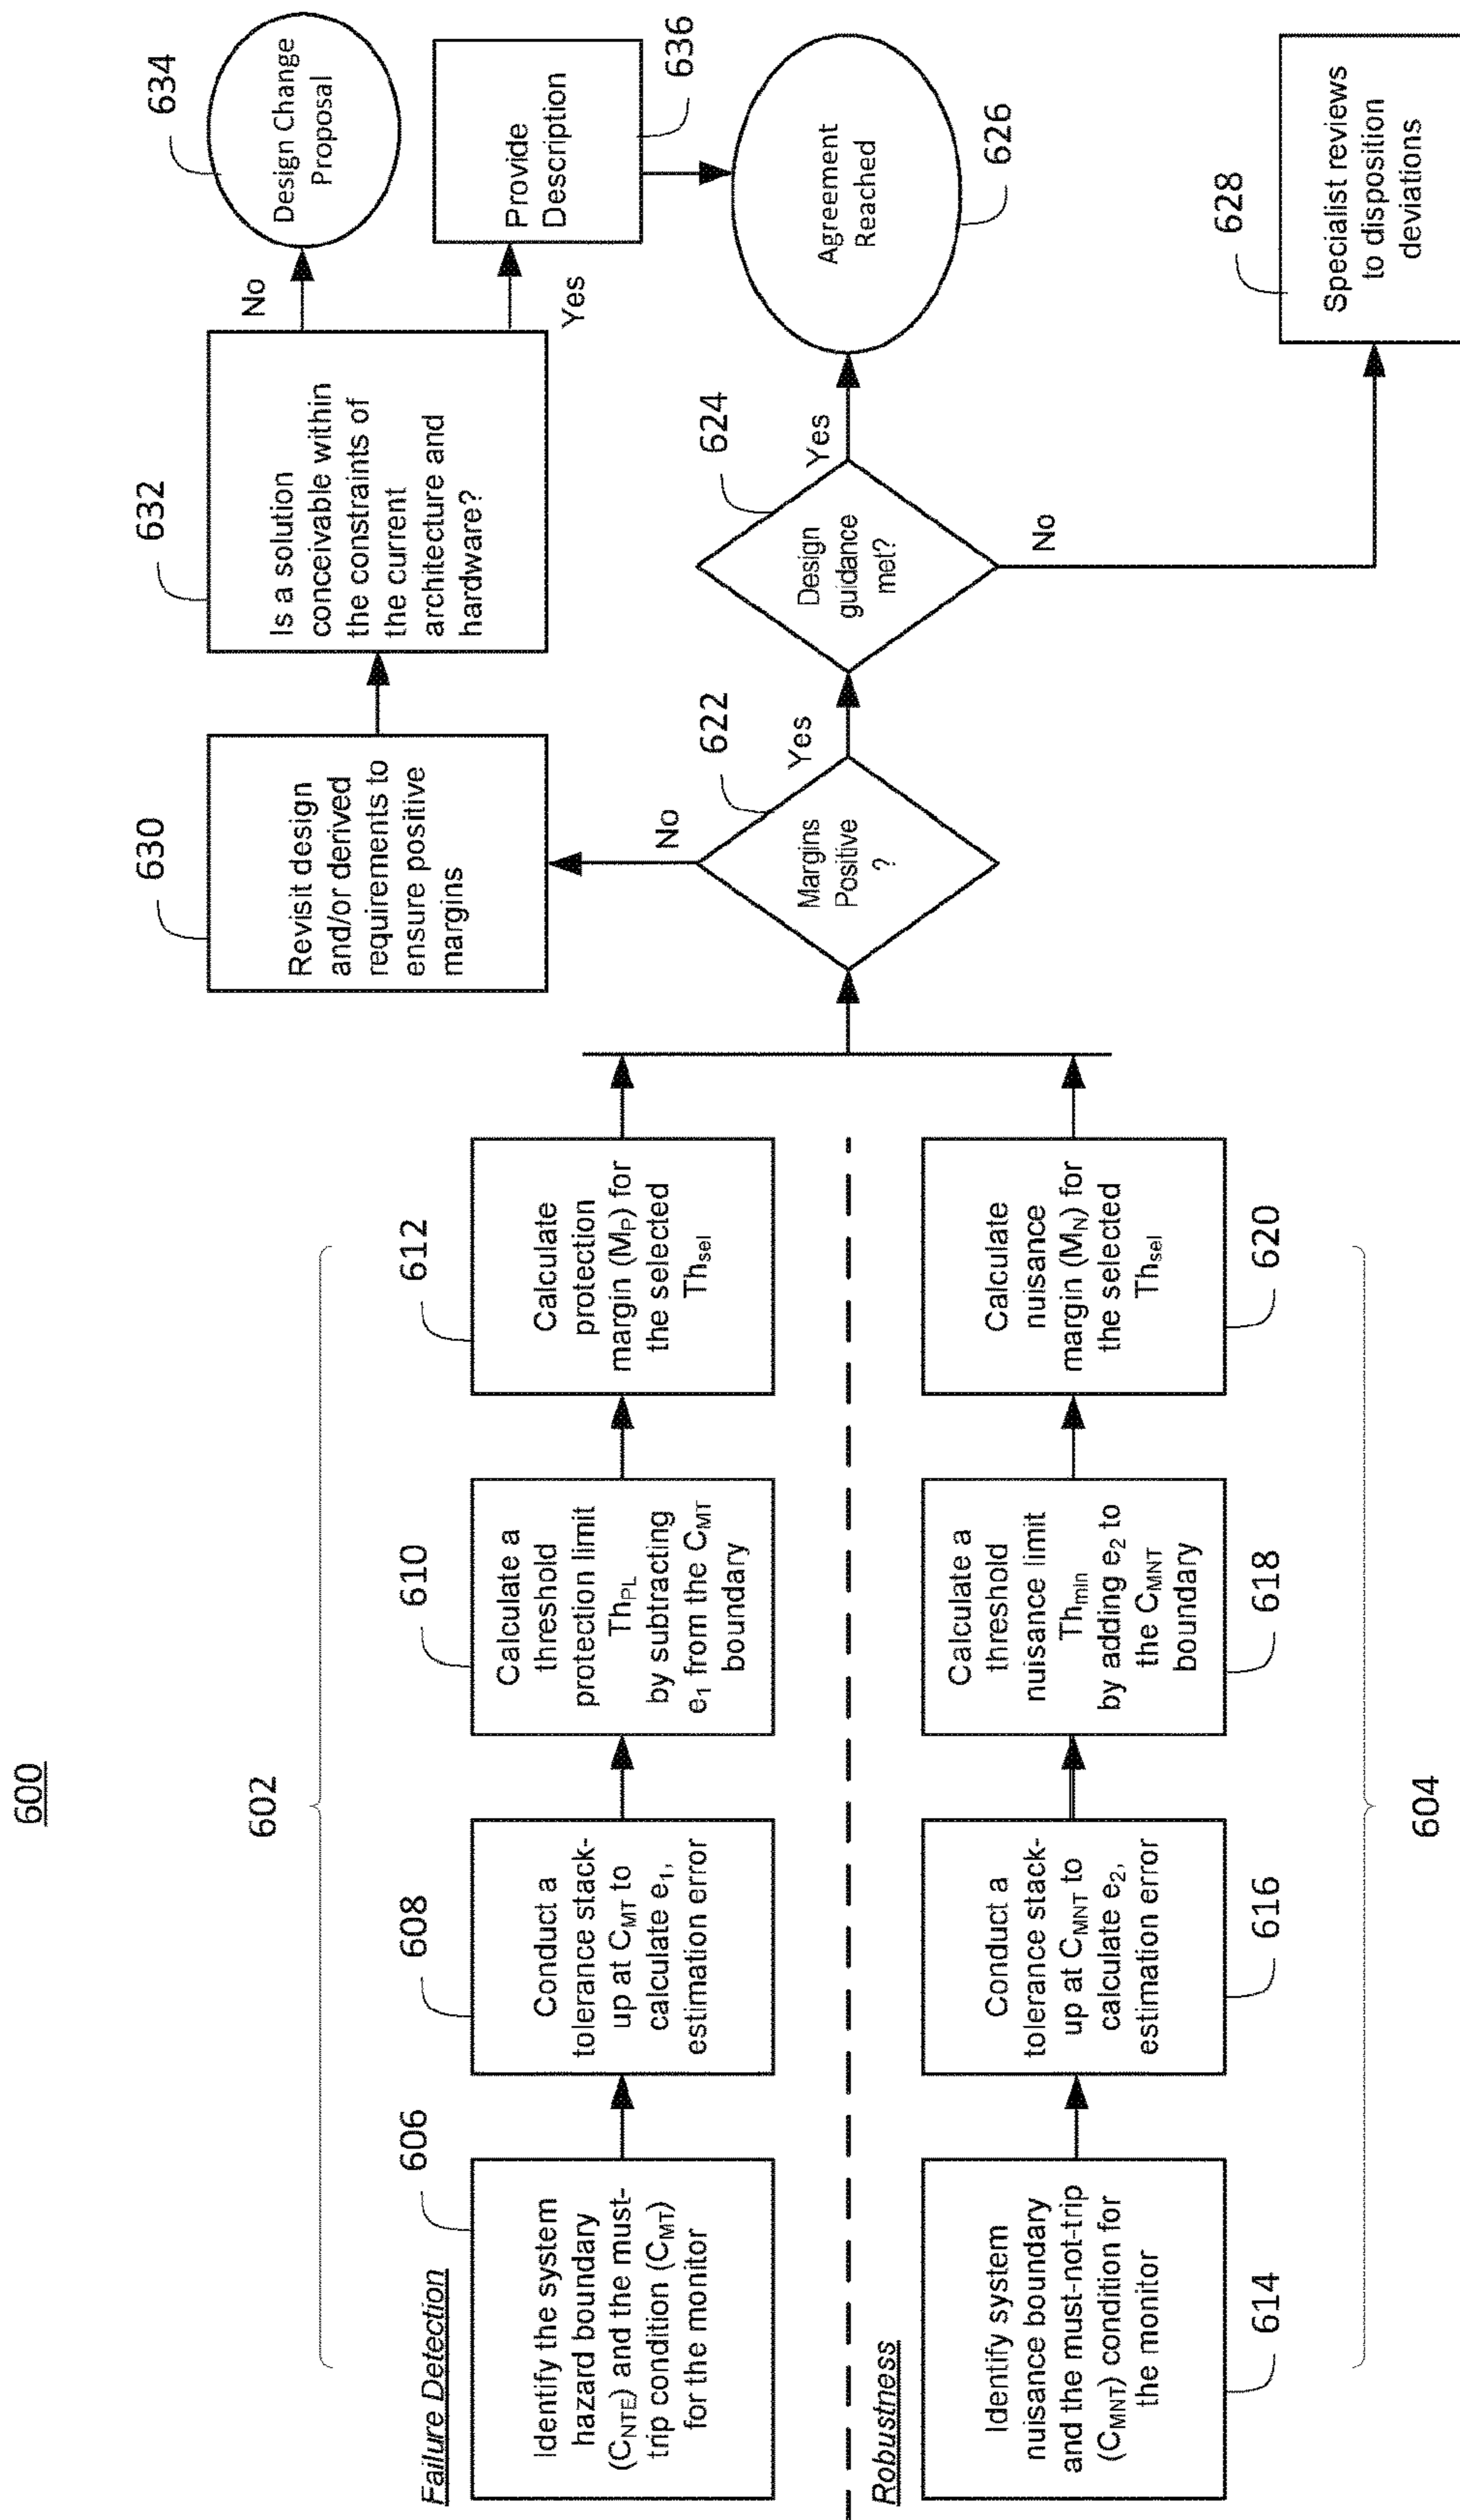 600
602
Failure Detection
606
Identify the system
hazard boundary
(CNTE) and the must-
trip condition (CMT)
for the monitor
608
Conduct a
tolerance stack-
up at CMT to
calculate e1,
estimation error
610
Calculate a
threshold
protection limit
ThPL
by subtracting
e1 from the CMT
boundary
612
Calculate
protection
margin (MP) for
the selected
Thsel
Robustness
Identify system
nuisance boundary
and the must-not-trip
(CMNT) condition for
the monitor
614
Conduct a
tolerance stack-
up at CMNT to
calculate e2,
estimation error
616
Calculate a
threshold
nuisance limit
Thmin
by adding e2 to
the CMNT
boundary
618
Calculate
nuisance
margin (MN) for
the selected
Thsel
620
604
622
Margins
Positive
?
No
Yes
630
Revisit design
and/or derived
requirements to
ensure positive
margins
632
Is a solution
conceivable within
the constraints of
the current
architecture and
hardware?
No
Yes
634
Design Change
Proposal
Provide
Description
636
624
Design
guidance
met?
Yes
No
Agreement
Reached
626
628
Specialist reviews
to disposition
deviations